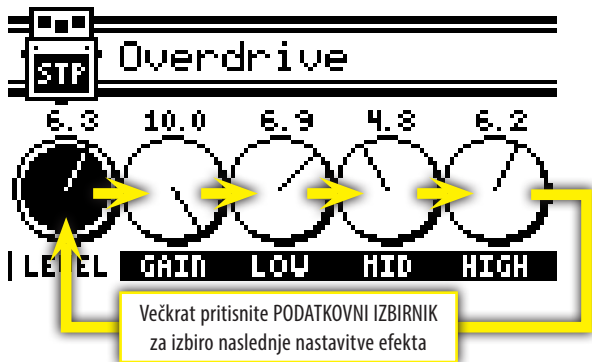 STP Overdrive
6.3 10.0 6.9 4.8 6.2
LEVEL GAIN LOW MID HIGH
Večkrat pritisnite PODATKOVNI IZBIRNIK
za izbiro naslednje nastavitve efekta